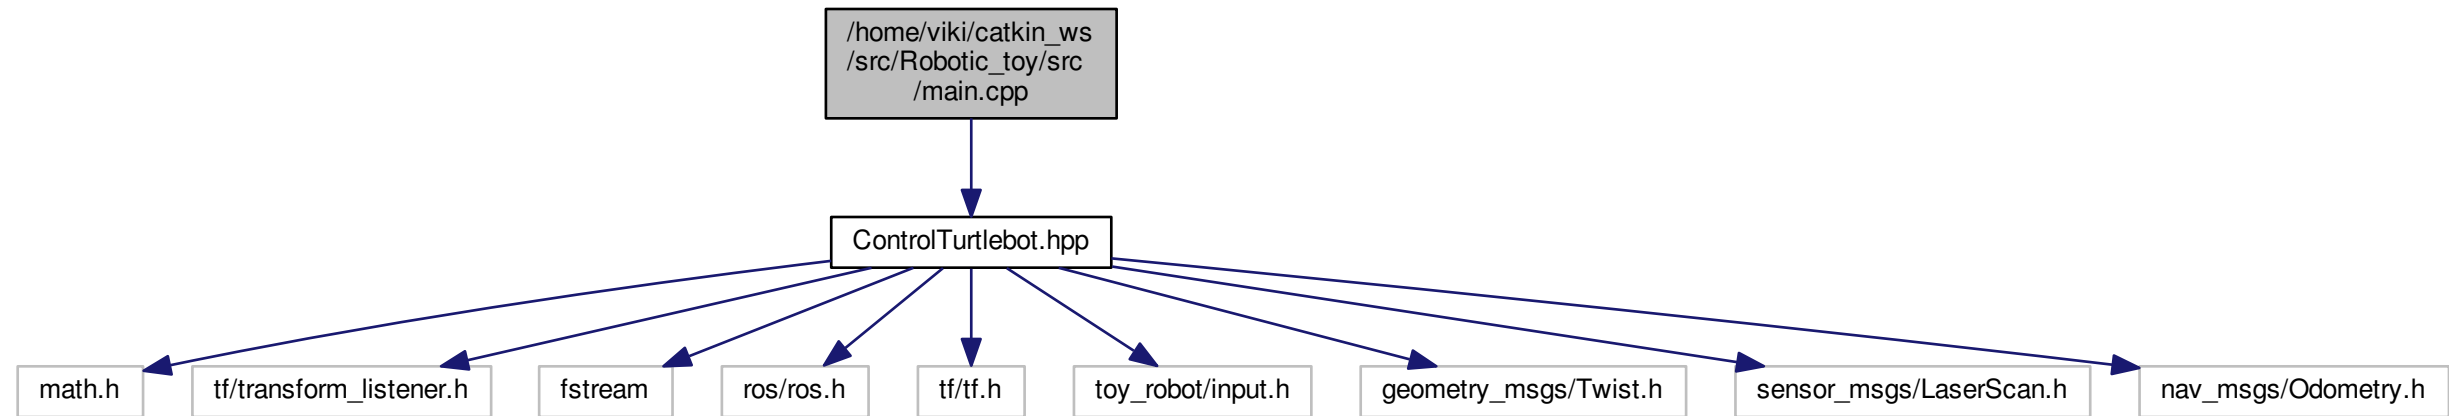 /home/viki/catkin_ws
/src/Robotic_toy/src
/main.cpp
ControlTurtlebot.hpp
math.h
tf/transform_listener.h
fstream
ros/ros.h
tf/tf.h
toy_robot/input.h
geometry_msgs/Twist.h
sensor_msgs/LaserScan.h
nav_msgs/Odometry.h